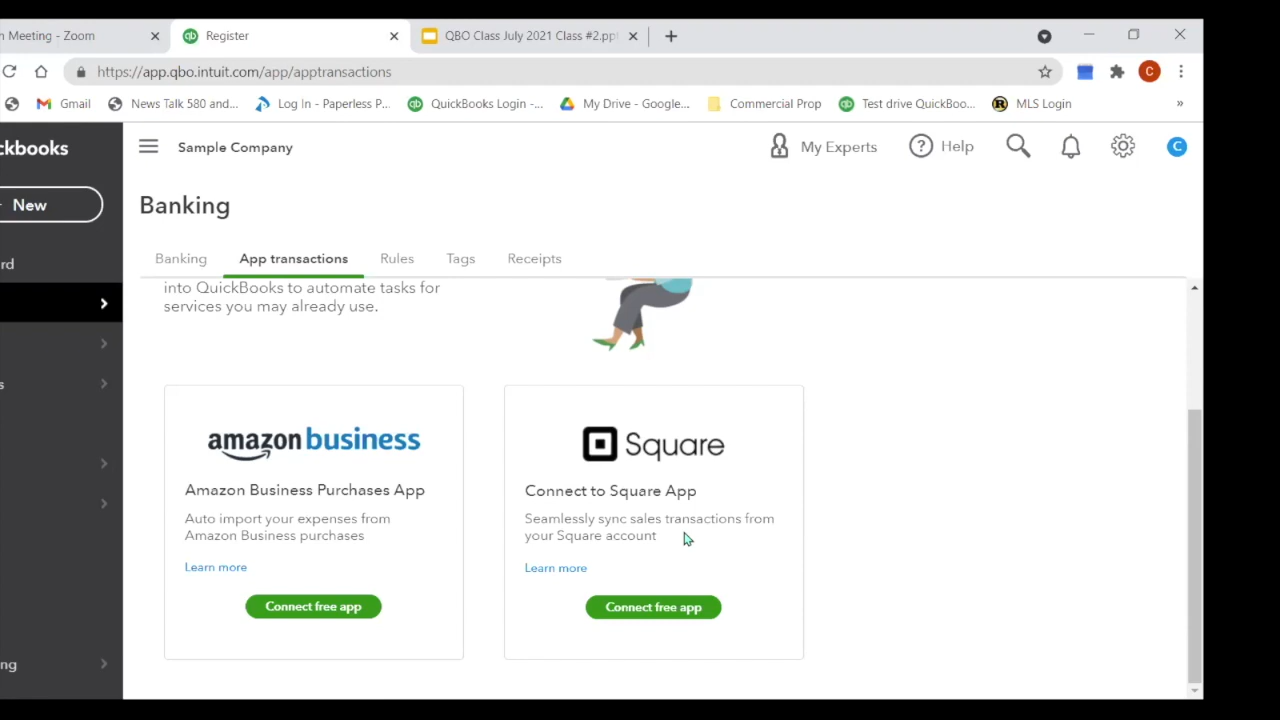 n Meeting - Zoom
Register
QBO Class July 2021 Class #2.ppt
https://app.qbo.intuit.com/app/apptransactions
C
Gmail
News Talk 580 and...
Log In - Paperless P...
QuickBooks Login -...
My Drive - Google...
Commercial Prop
Test drive QuickBoo...
MLS Login
»
ckbooks
Sample Company
My Experts
Help
C
New
Banking
rd
Banking
App transactions
Rules
Tags
Receipts
into QuickBooks to automate tasks for
services you may already use.
s
amazon business
Square
Amazon Business Purchases App
Connect to Square App
Auto import your expenses from
Amazon Business purchases
Seamlessly sync sales transactions from
your Square account
Learn more
Learn more
Connect free app
Connect free app
ng